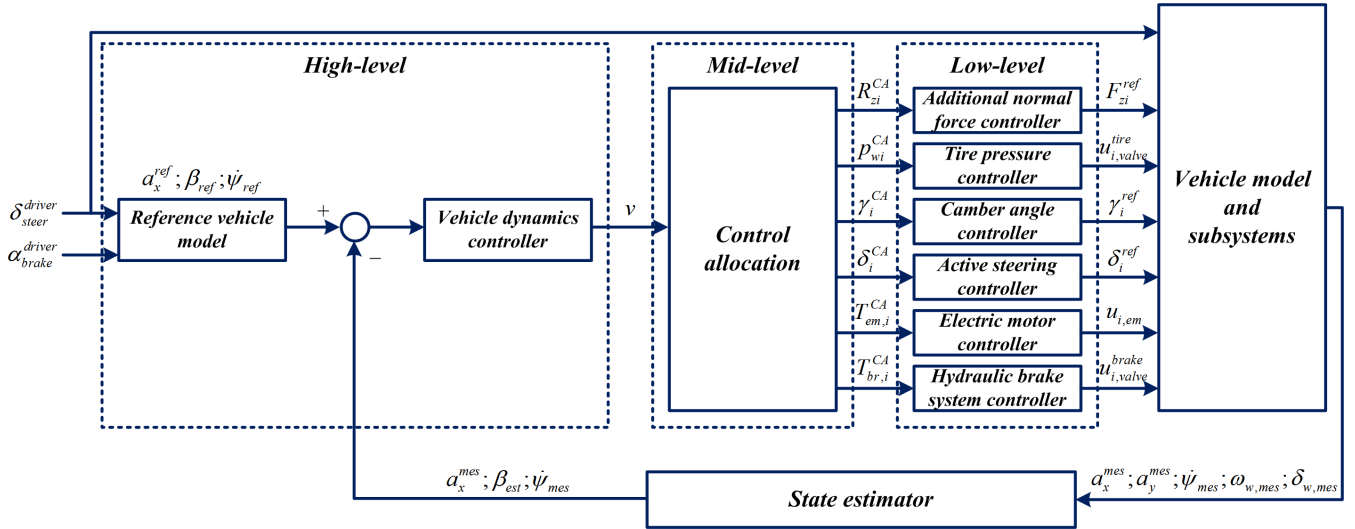 High-level
Mid-level
Low-level
δ_steer^driver
α_brake^driver
a_x^ref; β_ref; ψ̇_ref
Reference vehicle
model
+
−
Vehicle dynamics
controller
v
Control
allocation
R_zi^CA
Additional normal
force controller
F_zi^ref
p_wi^CA
Tire pressure
controller
u_i,valve^tire
γ_i^CA
Camber angle
controller
γ_i^ref
δ_i^CA
Active steering
controller
δ_i^ref
T_em,i^CA
Electric motor
controller
u_i,em
T_br,i^CA
Hydraulic brake
system controller
u_i,valve^brake
Vehicle model
and
subsystems
a_x^mes; β_est; ψ̇_mes
State estimator
a_x^mes; a_y^mes; ψ̇_mes; ω_w,mes; δ_w,mes